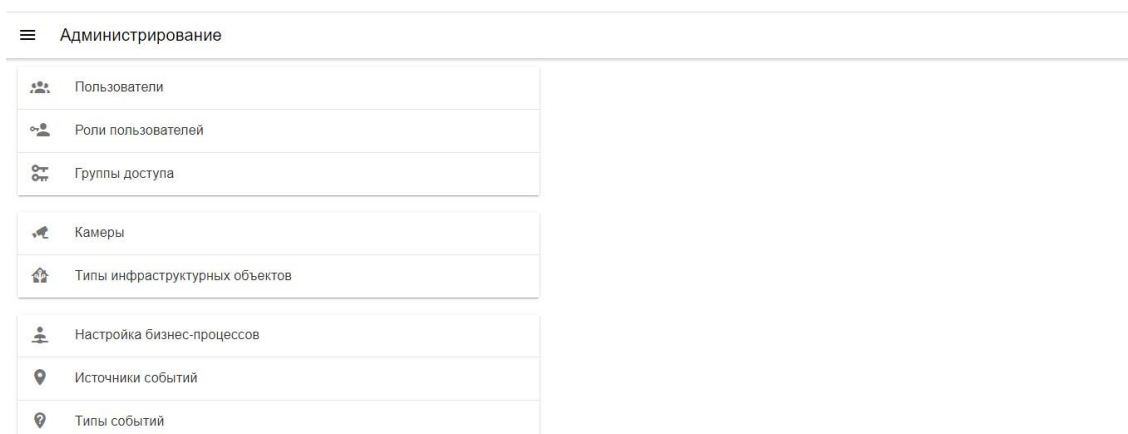 Администрирование
Пользователи
Роли пользователей
Группы доступа
Камеры
Типы инфраструктурных объектов
Настройка бизнес-процессов
Источники событий
Типы событий